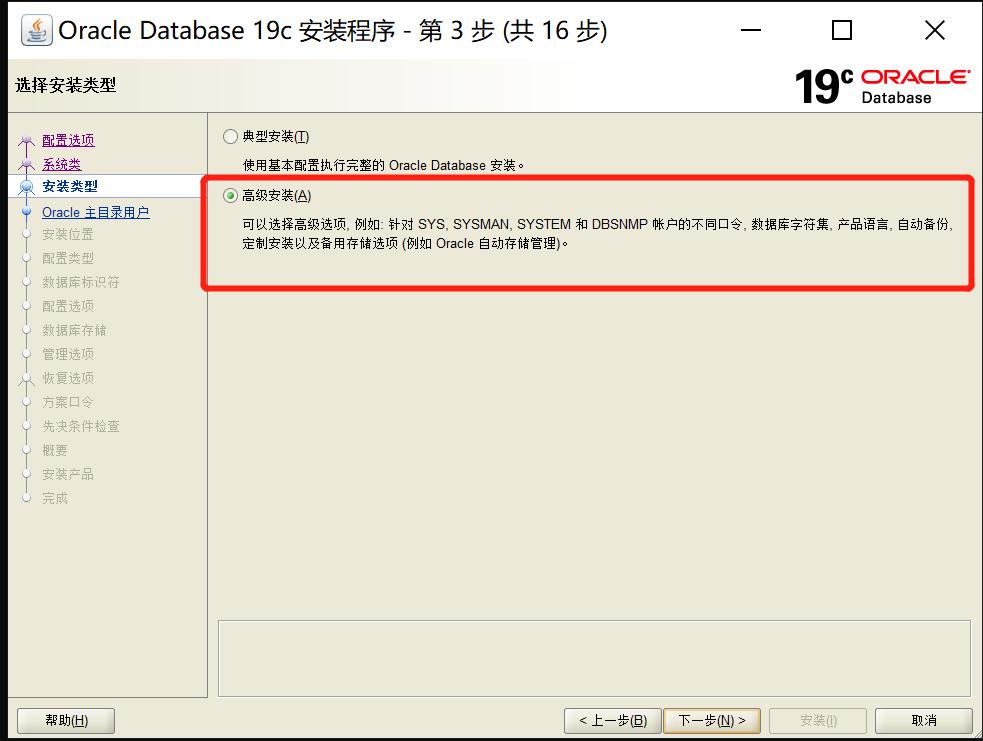 Oracle Database 19c 安装程序 - 第 3 步 (共 16 步)
选择安装类型
19c ORACLE
Database
配置选项
系统类
安装类型
Oracle 主目录用户
安装位置
配置类型
数据库标识符
配置选项
数据库存储
管理选项
恢复选项
方案口令
先决条件检查
概要
安装产品
完成
典型安装(T)
使用基本配置执行完整的 Oracle Database 安装。
高级安装(A)
可以选择高级选项, 例如: 针对 SYS, SYSMAN, SYSTEM 和 DBSNMP 帐户的不同口令, 数据库字符集, 产品语言, 自动备份,
定制安装以及备用存储选项 (例如 Oracle 自动存储管理)。
帮助(H)
< 上一步(B)
下一步(N) >
安装(I)
取消